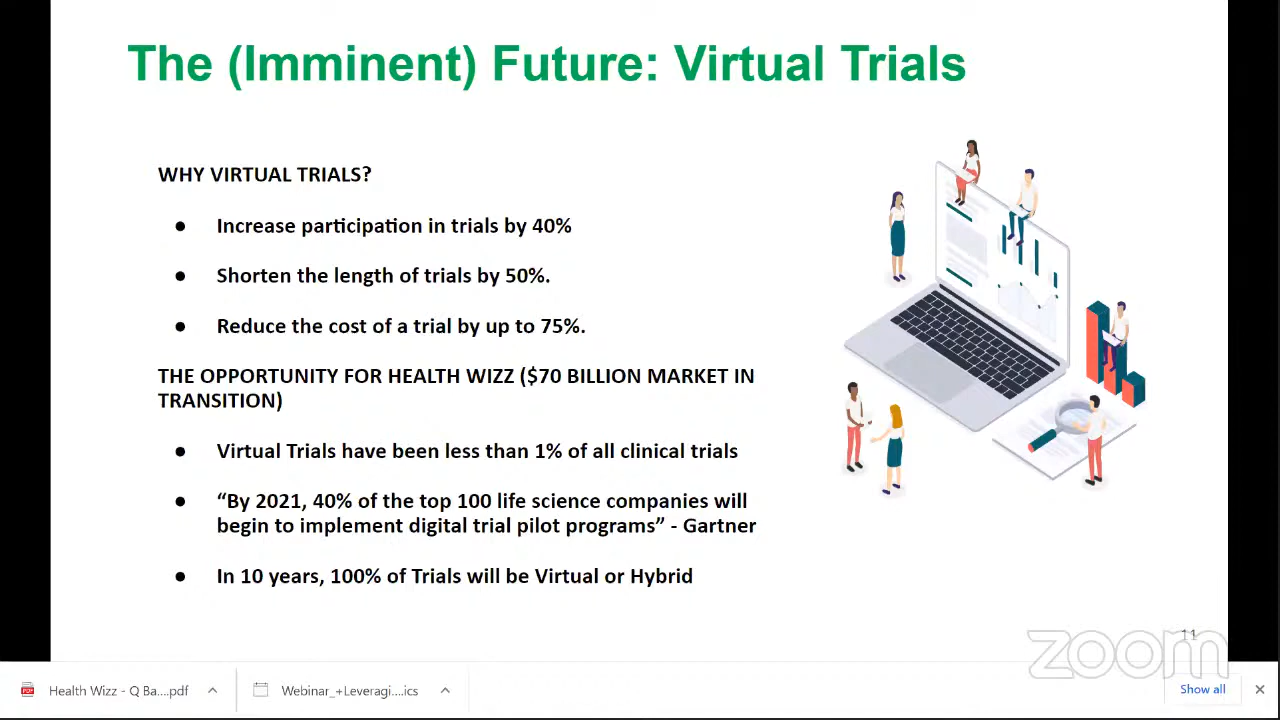 The (Imminent) Future: Virtual Trials
WHY VIRTUAL TRIALS?
● Increase participation in trials by 40%
● Shorten the length of trials by 50%.
● Reduce the cost of a trial by up to 75%.
THE OPPORTUNITY FOR HEALTH WIZZ ($70 BILLION MARKET IN
TRANSITION)
● Virtual Trials have been less than 1% of all clinical trials
● “By 2021, 40% of the top 100 life science companies will
begin to implement digital trial pilot programs” - Gartner
● In 10 years, 100% of Trials will be Virtual or Hybrid
11
zoom
PDF
Health Wizz - Q Ba....pdf
Webinar_+Leveragi....ics
Show all